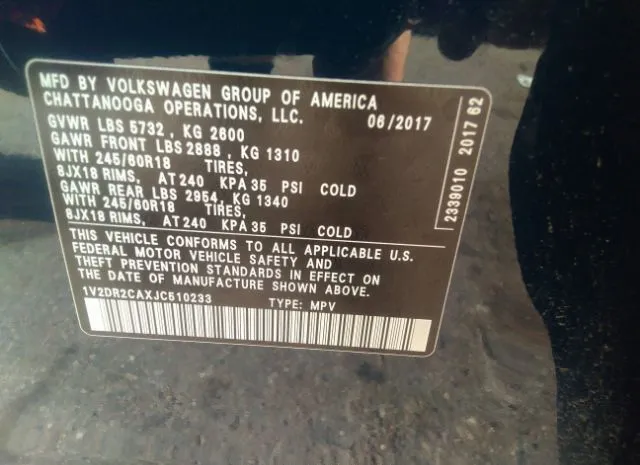 MFD BY VOLKSWAGEN GROUP OF AMERICA
CHATTANOOGA OPERATIONS, LLC.
06/2017
GVWR LBS 5732 , KG 2600
GAWR FRONT LBS 2888 , KG 1310
WITH 245/60R18 TIRES,
8JX18 RIMS, AT 240 KPA 35 PSI COLD
GAWR REAR LBS 2954, KG 1340
WITH 245/60R18 TIRES,
8JX18 RIMS, AT 240 KPA 35 PSI COLD
THIS VEHICLE CONFORMS TO ALL APPLICABLE U.S.
FEDERAL MOTOR VEHICLE SAFETY AND
THEFT PREVENTION STANDARDS IN EFFECT ON
THE DATE OF MANUFACTURE SHOWN ABOVE.
1V2DR2CAXJC510233 TYPE: MPV
2339010 2017 62